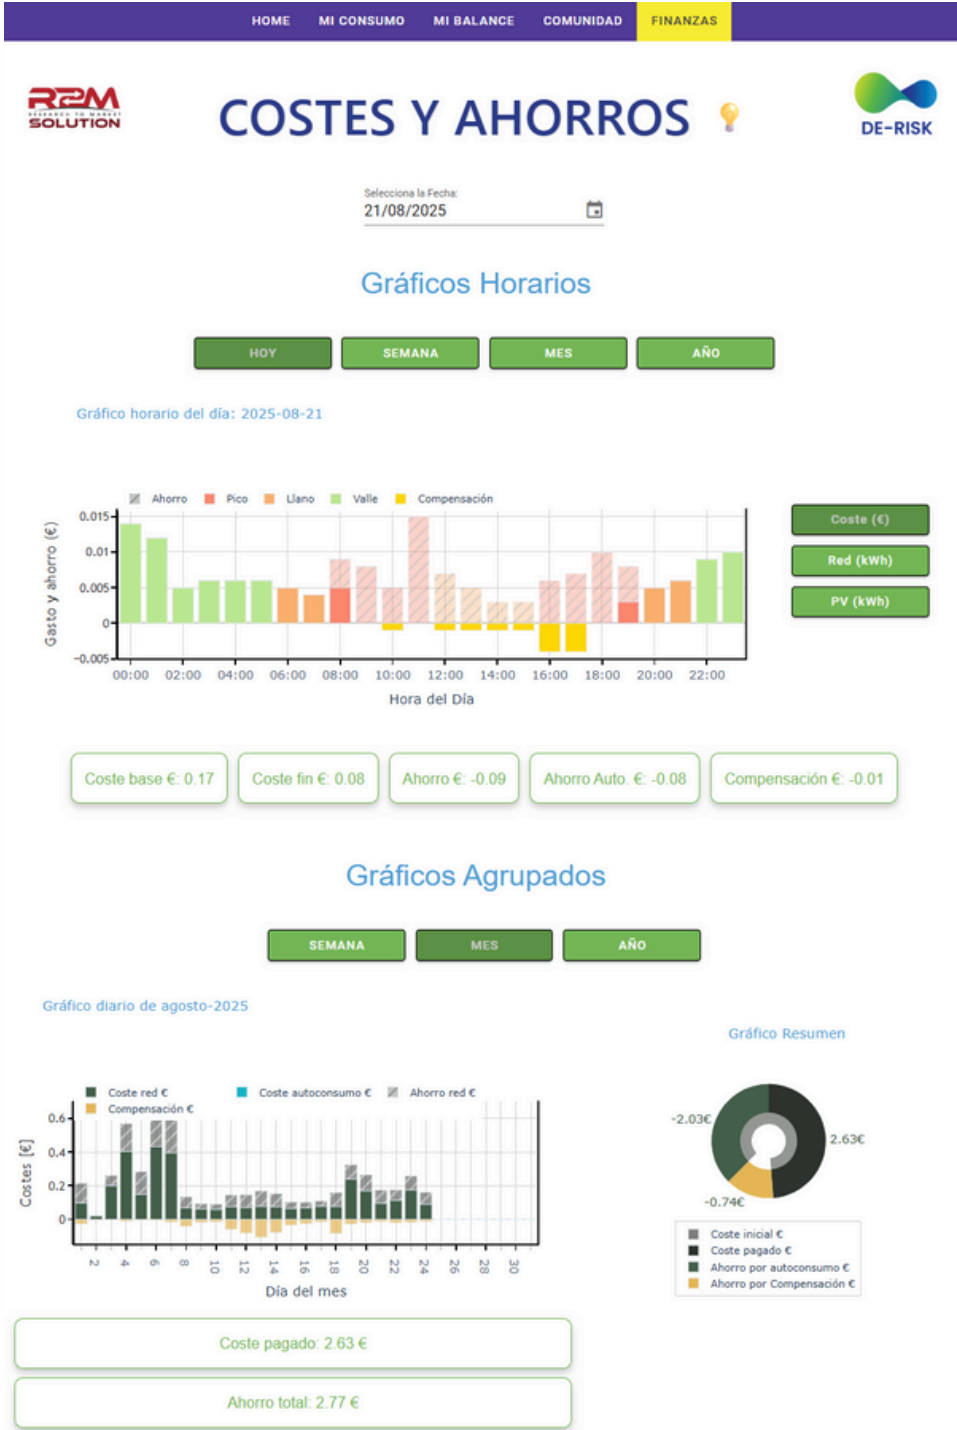 HOME MI CONSUMO MI BALANCE COMUNIDAD FINANZAS
R2M
RESEARCH TO MARKET
SOLUTION
COSTES Y AHORROS
DE-RISK
Selecciona la Fecha:
21/08/2025
Gráficos Horarios
HOY SEMANA MES AÑO
Gráfico horario del día: 2025-08-21
Ahorro Pico Llano Valle Compensación
Gasto y ahorro (€)
0.015
0.01
0.005
0
−0.005
00:00 02:00 04:00 06:00 08:00 10:00 12:00 14:00 16:00 18:00 20:00 22:00
Hora del Día
Coste (€)
Red (kWh)
PV (kWh)
Coste base €: 0.17 Coste fin €: 0.08 Ahorro €: -0.09 Ahorro Auto. €: -0.08 Compensación €: -0.01
Gráficos Agrupados
SEMANA MES AÑO
Gráfico diario de agosto-2025
Coste red € Coste autoconsumo € Ahorro red €
Compensación €
Costes [€]
0.6
0.4
0.2
0
2 4 6 8 10 12 14 16 18 20 22 24 26 28 30
Día del mes
Gráfico Resumen
-2.03€
2.63€
-0.74€
Coste inicial €
Coste pagado €
Ahorro por autoconsumo €
Ahorro por Compensación €
Coste pagado: 2.63 €
Ahorro total: 2.77 €